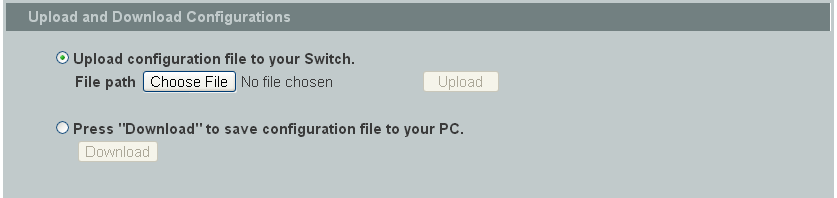 Upload and Download Configurations
Upload configuration file to your Switch.
File path Choose File No file chosen Upload
Press "Download" to save configuration file to your PC.
Download